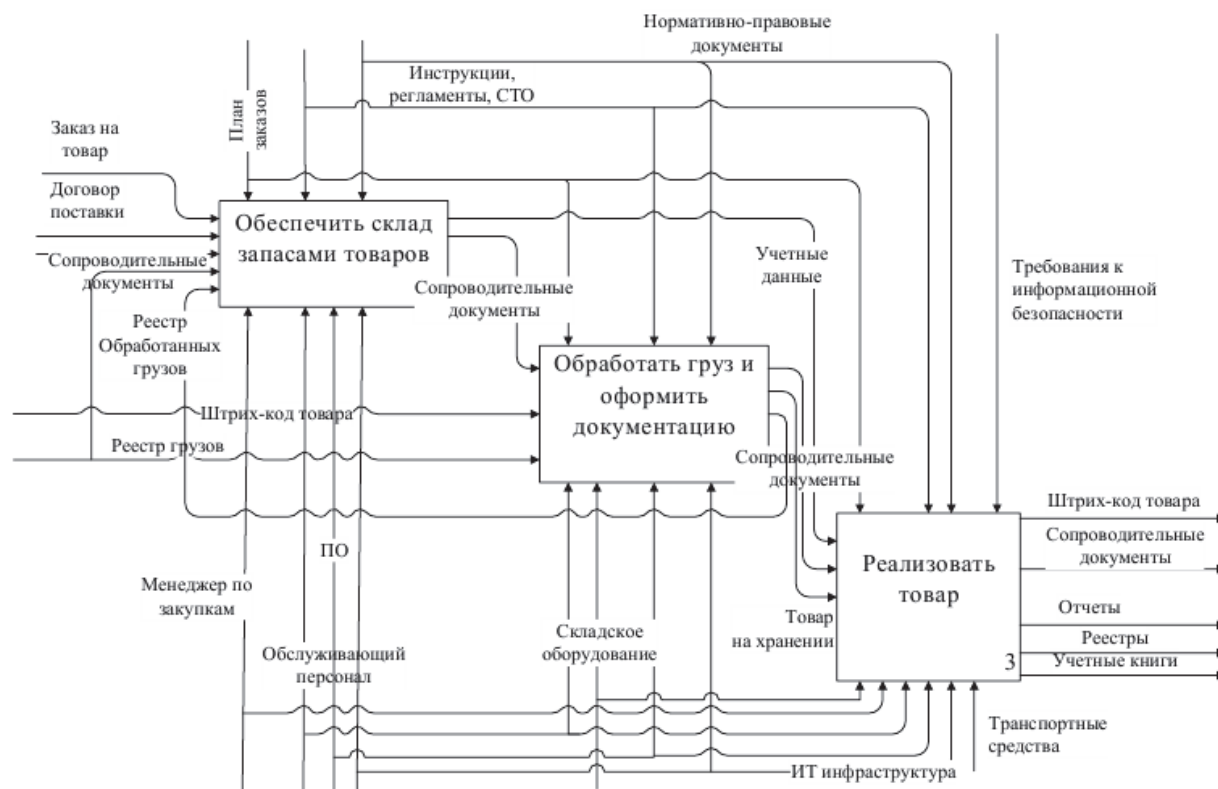 Нормативно-правовые
документы
Инструкции,
регламенты, СТО
План
заказов
Заказ на
товар
Договор
поставки
Сопроводительные
документы
Обеспечить склад
запасами товаров
Учетные
данные
Требования к
информационной
безопасности
Сопроводительные
документы
Реестр
Обработанных
грузов
Обработать груз и
оформить
документацию
Штрих-код товара
Реестр грузов
Сопроводительные
документы
Штрих-код товара
Сопроводительные
документы
ПО
Реализовать
товар
3
Менеджер по
закупкам
Отчеты
Товар
на хранении
Складское
оборудование
Реестры
Учетные книги
Обслуживающий
персонал
Транспортные
средства
ИТ инфраструктура